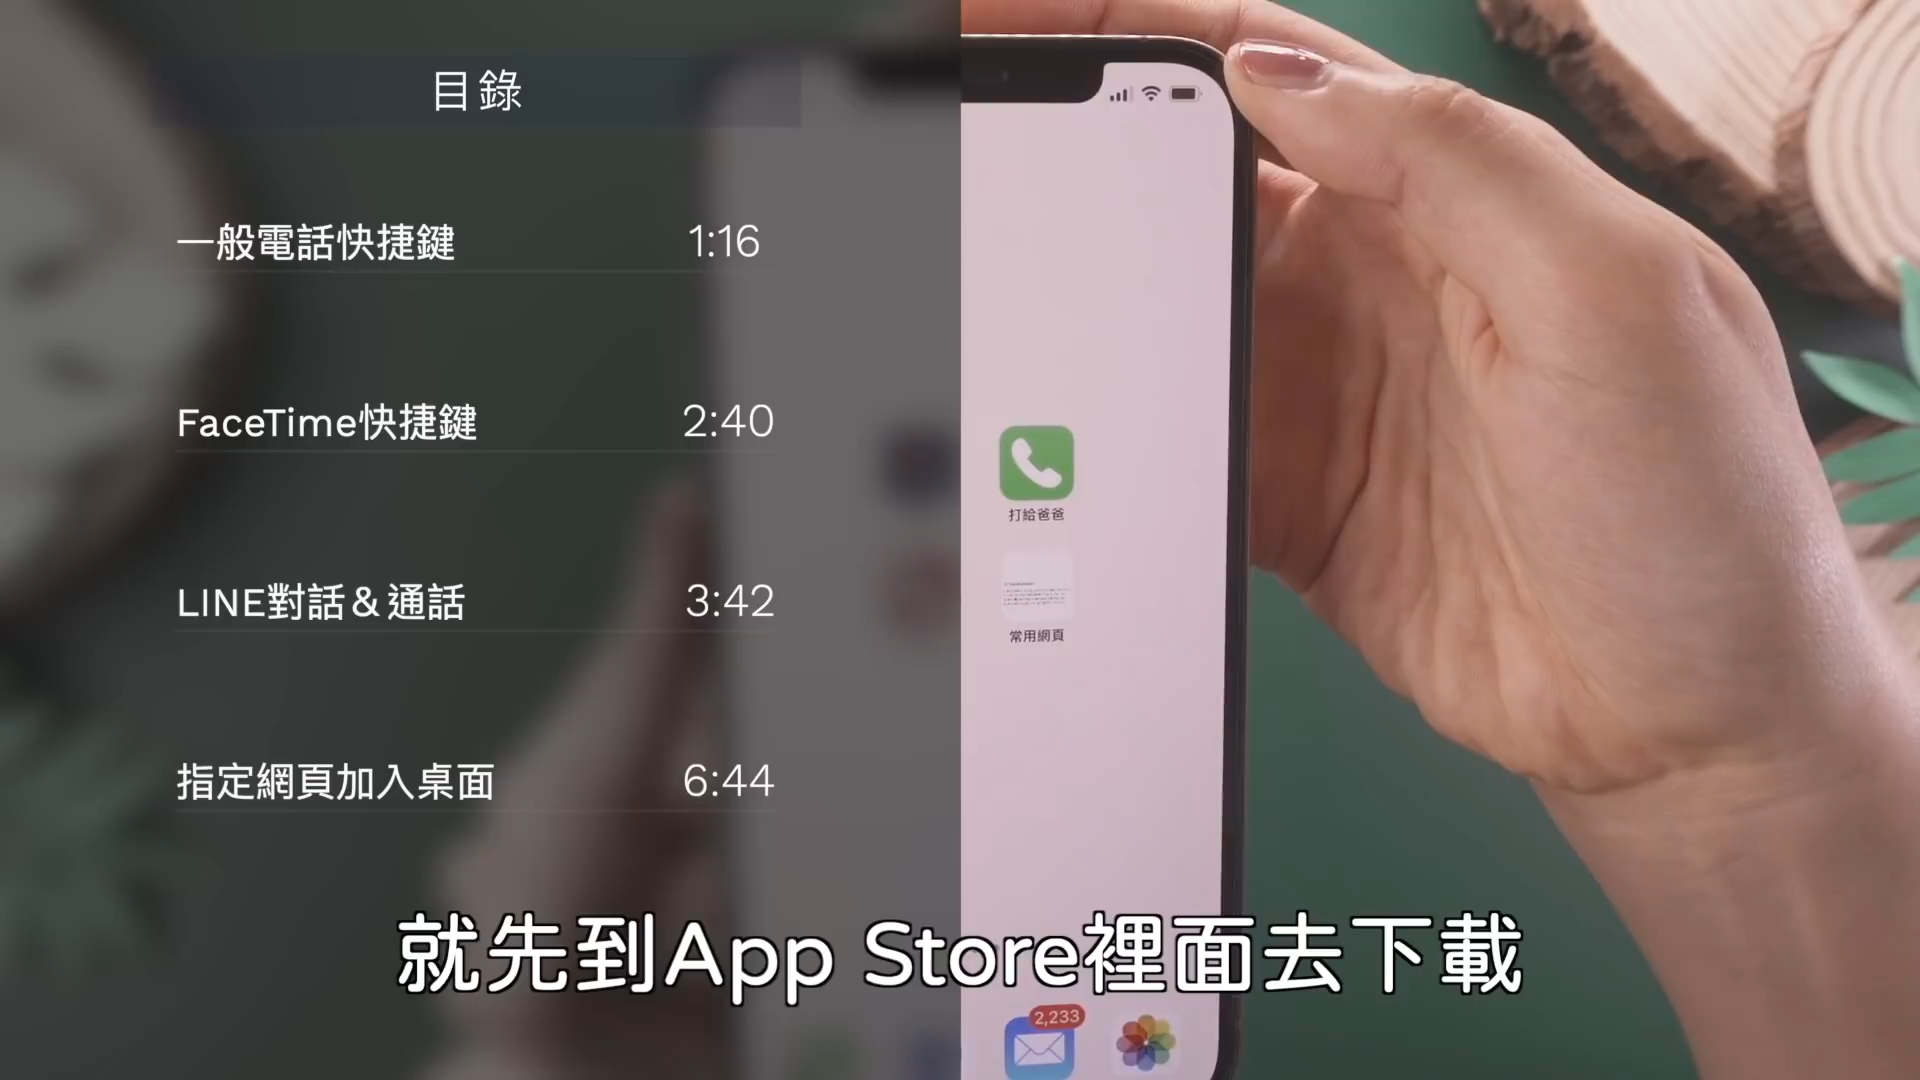 目錄
一般電話快捷鍵 1:16
FaceTime快捷鍵 2:40
LINE對話＆通話 3:42
指定網頁加入桌面 6:44
打給爸爸
常用網頁
就先到App Store裡面去下載
2,233